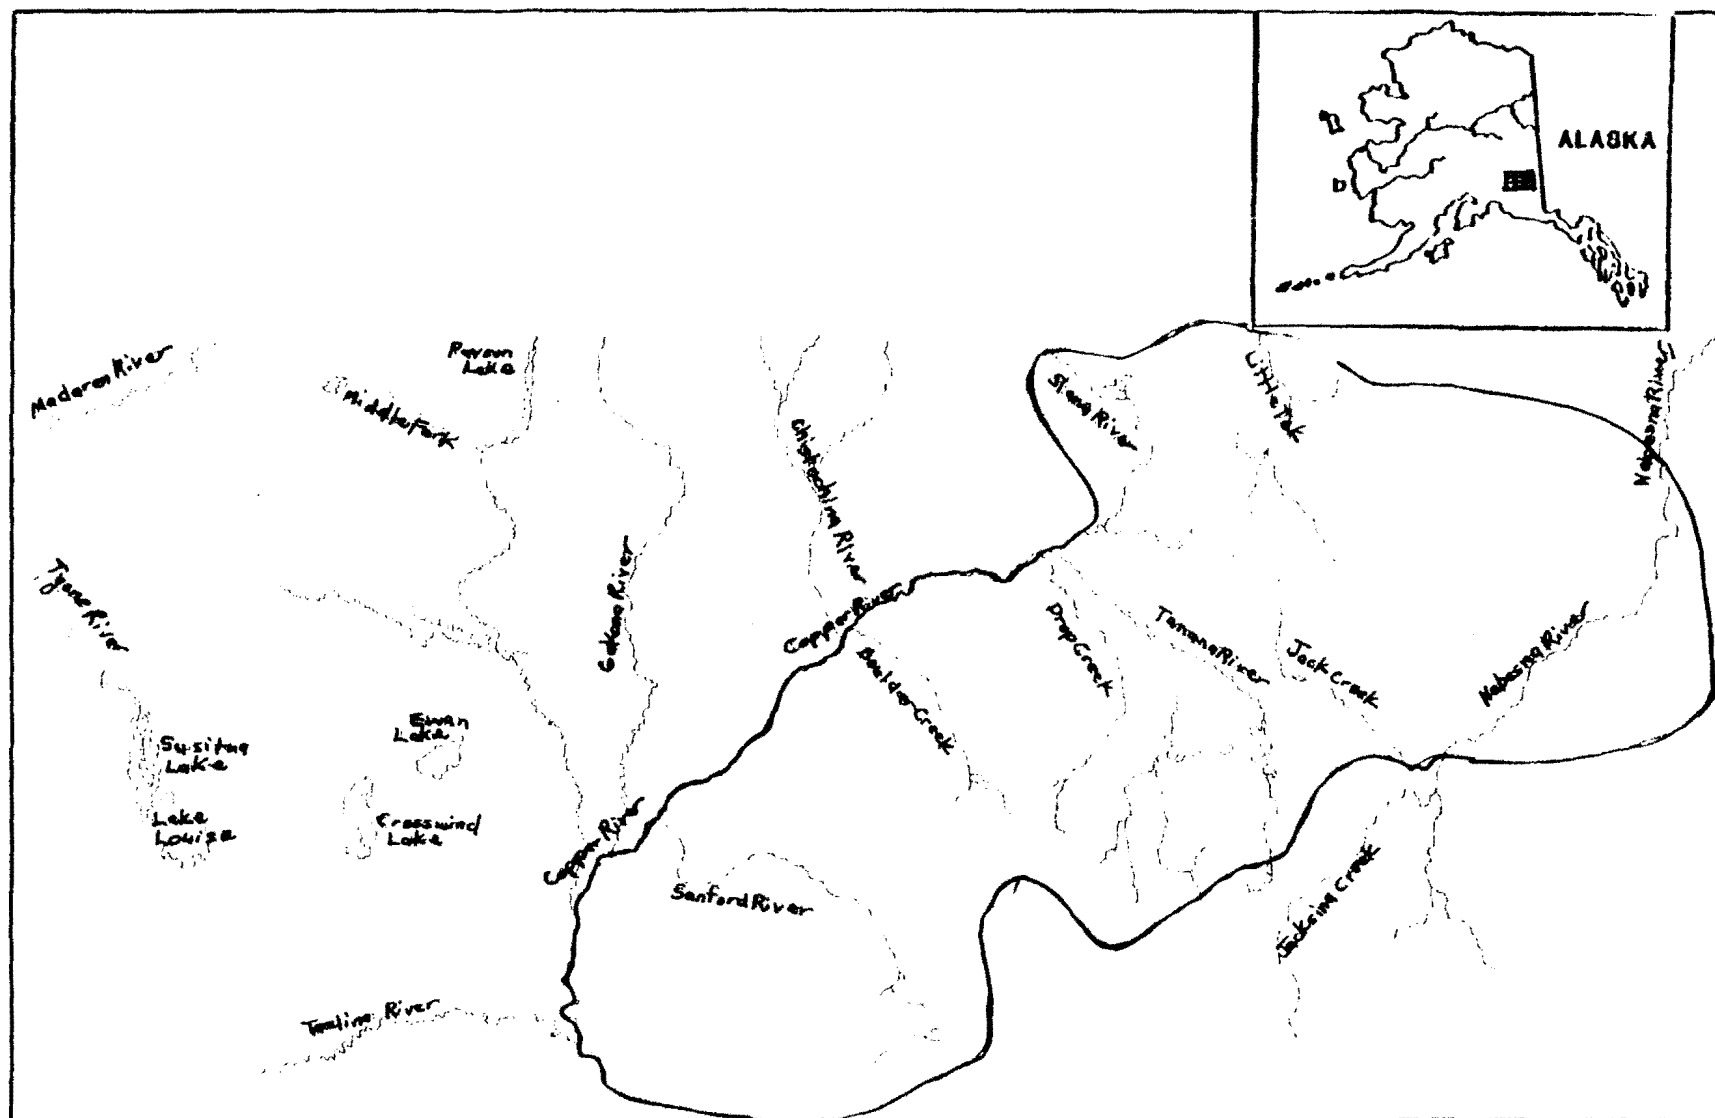 ALASKA
Maclaren River
Paxson
Lake
Middle Fork
Slana River
Little Tok
Nabesna River
Chistochina River
Tyone River
Gakona River
Copper River
Drop Creek
Tanana River
Jack Creek
Nabesna River
Boulder Creek
Ewan
Lake
Susitna
Lake
Lake
Louise
Crosswind
Lake
Copper River
Sanford River
Jacksina Creek
Tazlina River